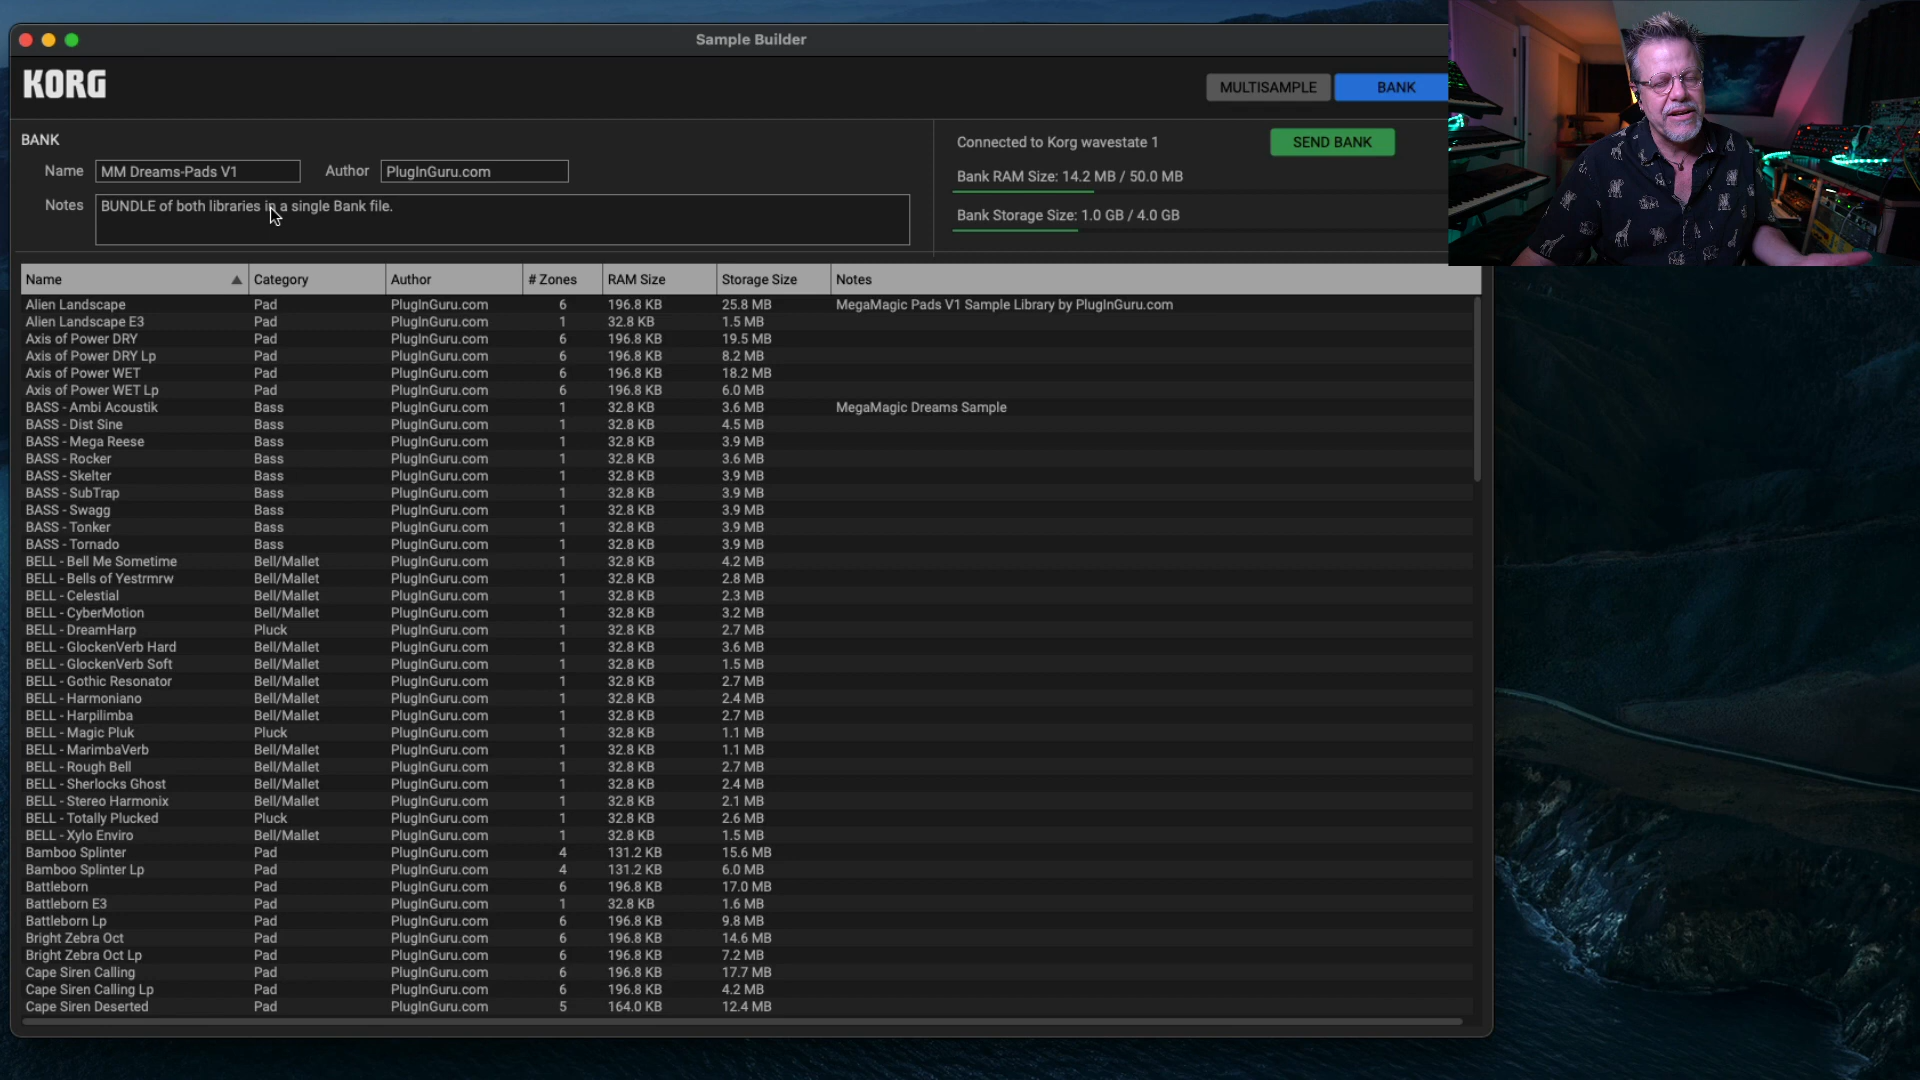 Sample Builder
KORG
MULTISAMPLE BANK
BANK
Name MM Dreams-Pads V1 Author PlugInGuru.com
Notes BUNDLE of both libraries in a single Bank file.
Connected to Korg wavestate 1 SEND BANK
Bank RAM Size: 14.2 MB / 50.0 MB
Bank Storage Size: 1.0 GB / 4.0 GB
Name Category Author # Zones RAM Size Storage Size Notes
Alien Landscape Pad PlugInGuru.com 6 196.8 KB 25.8 MB MegaMagic Pads V1 Sample Library by PlugInGuru.com
Alien Landscape E3 Pad PlugInGuru.com 1 32.8 KB 1.5 MB
Axis of Power DRY Pad PlugInGuru.com 6 196.8 KB 19.5 MB
Axis of Power DRY Lp Pad PlugInGuru.com 6 196.8 KB 8.2 MB
Axis of Power WET Pad PlugInGuru.com 6 196.8 KB 18.2 MB
Axis of Power WET Lp Pad PlugInGuru.com 6 196.8 KB 6.0 MB
BASS - Ambi Acoustik Bass PlugInGuru.com 1 32.8 KB 3.6 MB MegaMagic Dreams Sample
BASS - Dist Sine Bass PlugInGuru.com 1 32.8 KB 4.5 MB
BASS - Mega Reese Bass PlugInGuru.com 1 32.8 KB 3.9 MB
BASS - Rocker Bass PlugInGuru.com 1 32.8 KB 3.6 MB
BASS - Skelter Bass PlugInGuru.com 1 32.8 KB 3.9 MB
BASS - SubTrap Bass PlugInGuru.com 1 32.8 KB 3.9 MB
BASS - Swagg Bass PlugInGuru.com 1 32.8 KB 3.9 MB
BASS - Tonker Bass PlugInGuru.com 1 32.8 KB 3.9 MB
BASS - Tornado Bass PlugInGuru.com 1 32.8 KB 3.9 MB
BELL - Bell Me Sometime Bell/Mallet PlugInGuru.com 1 32.8 KB 4.2 MB
BELL - Bells of Yestrmrw Bell/Mallet PlugInGuru.com 1 32.8 KB 2.8 MB
BELL - Celestial Bell/Mallet PlugInGuru.com 1 32.8 KB 2.3 MB
BELL - CyberMotion Bell/Mallet PlugInGuru.com 1 32.8 KB 3.2 MB
BELL - DreamHarp Pluck PlugInGuru.com 1 32.8 KB 2.7 MB
BELL - GlockenVerb Hard Bell/Mallet PlugInGuru.com 1 32.8 KB 3.6 MB
BELL - GlockenVerb Soft Bell/Mallet PlugInGuru.com 1 32.8 KB 1.5 MB
BELL - Gothic Resonator Bell/Mallet PlugInGuru.com 1 32.8 KB 2.7 MB
BELL - Harmoniano Bell/Mallet PlugInGuru.com 1 32.8 KB 2.4 MB
BELL - Harpilimba Bell/Mallet PlugInGuru.com 1 32.8 KB 2.7 MB
BELL - Magic Pluk Pluck PlugInGuru.com 1 32.8 KB 1.1 MB
BELL - MarimbaVerb Bell/Mallet PlugInGuru.com 1 32.8 KB 1.1 MB
BELL - Rough Bell Bell/Mallet PlugInGuru.com 1 32.8 KB 2.7 MB
BELL - Sherlocks Ghost Bell/Mallet PlugInGuru.com 1 32.8 KB 2.4 MB
BELL - Stereo Harmonix Bell/Mallet PlugInGuru.com 1 32.8 KB 2.1 MB
BELL - Totally Plucked Pluck PlugInGuru.com 1 32.8 KB 2.6 MB
BELL - Xylo Enviro Bell/Mallet PlugInGuru.com 1 32.8 KB 1.5 MB
Bamboo Splinter Pad PlugInGuru.com 4 131.2 KB 15.6 MB
Bamboo Splinter Lp Pad PlugInGuru.com 4 131.2 KB 6.0 MB
Battleborn Pad PlugInGuru.com 6 196.8 KB 17.0 MB
Battleborn E3 Pad PlugInGuru.com 1 32.8 KB 1.6 MB
Battleborn Lp Pad PlugInGuru.com 6 196.8 KB 9.8 MB
Bright Zebra Oct Pad PlugInGuru.com 6 196.8 KB 14.6 MB
Bright Zebra Oct Lp Pad PlugInGuru.com 6 196.8 KB 7.2 MB
Cape Siren Calling Pad PlugInGuru.com 6 196.8 KB 17.7 MB
Cape Siren Calling Lp Pad PlugInGuru.com 6 196.8 KB 4.2 MB
Cape Siren Deserted Pad PlugInGuru.com 5 164.0 KB 12.4 MB